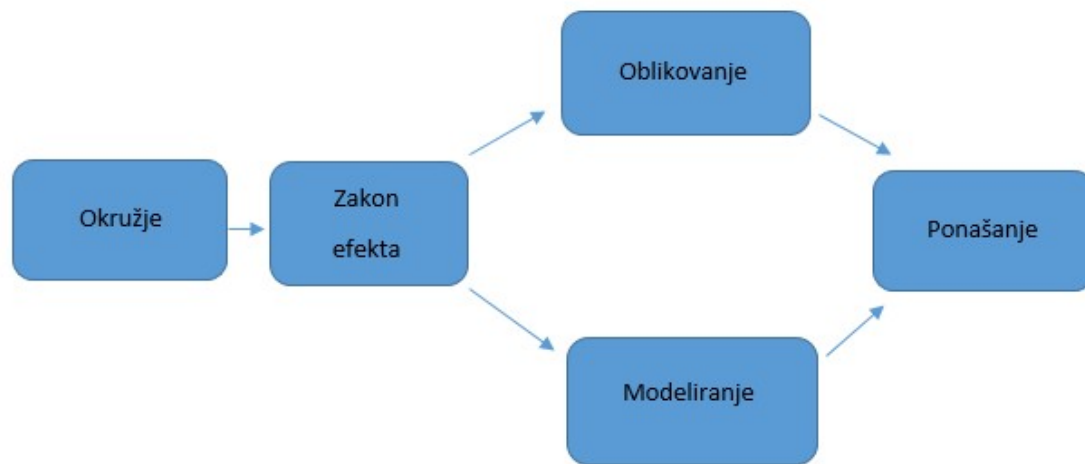 Oblikovanje
Okružje
Zakon
efekta
Ponašanje
Modeliranje